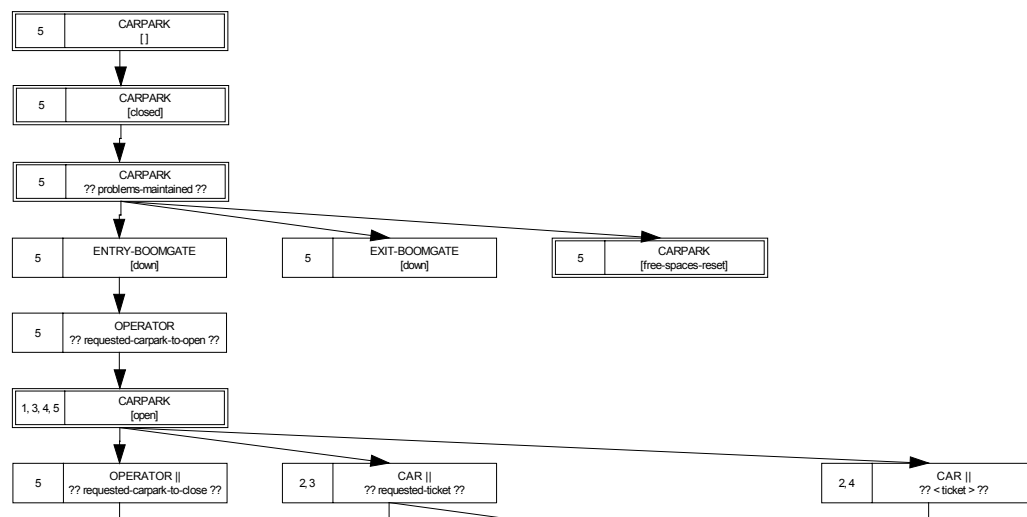 5
CARPARK
[ ]
5
CARPARK
[closed]
5
CARPARK
?? problems-maintained ??
5
ENTRY-BOOMGATE
[down]
5
EXIT-BOOMGATE
[down]
5
CARPARK
[free-spaces-reset]
5
OPERATOR
?? requested-carpark-to-open ??
1, 3, 4, 5
CARPARK
[open]
5
OPERATOR ||
?? requested-carpark-to-close ??
2, 3
CAR ||
?? requested-ticket ??
2, 4
CAR ||
?? < ticket > ??